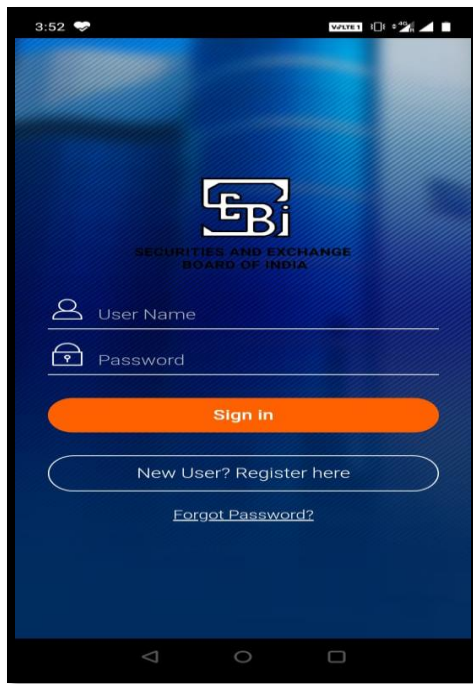 3:52
VoLTE 1
4G
SEBi
SECURITIES AND EXCHANGE
BOARD OF INDIA
User Name
Password
Sign in
New User? Register here
Forgot Password?